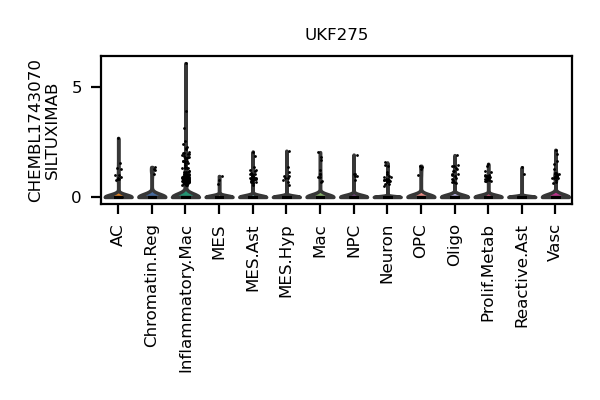 UKF275
CHEMBL1743070
SILTUXIMAB
5
0
AC
Chromatin.Reg
Inflammatory.Mac
MES
MES.Ast
MES.Hyp
Mac
NPC
Neuron
OPC
Oligo
Prolif.Metab
Reactive.Ast
Vasc